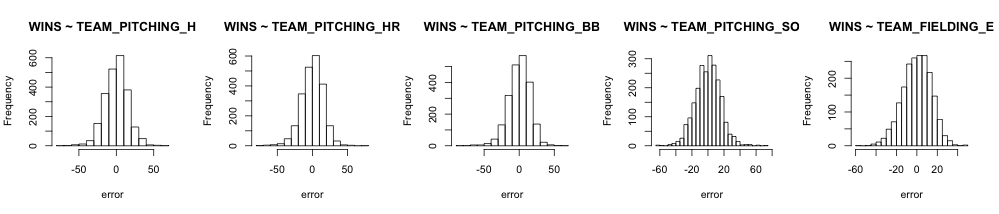 WINS ~ TEAM_PITCHING_H
Frequency
0 200 400 600
-50 0 50
error
WINS ~ TEAM_PITCHING_HR
Frequency
0 200 400 600
-50 0 50
error
WINS ~ TEAM_PITCHING_BB
Frequency
0 200 400
-50 0 50
error
WINS ~ TEAM_PITCHING_SO
Frequency
0 100 200 300
-60 -20 20 60
error
WINS ~ TEAM_FIELDING_E
Frequency
0 100 200
-60 -20 0 20
error